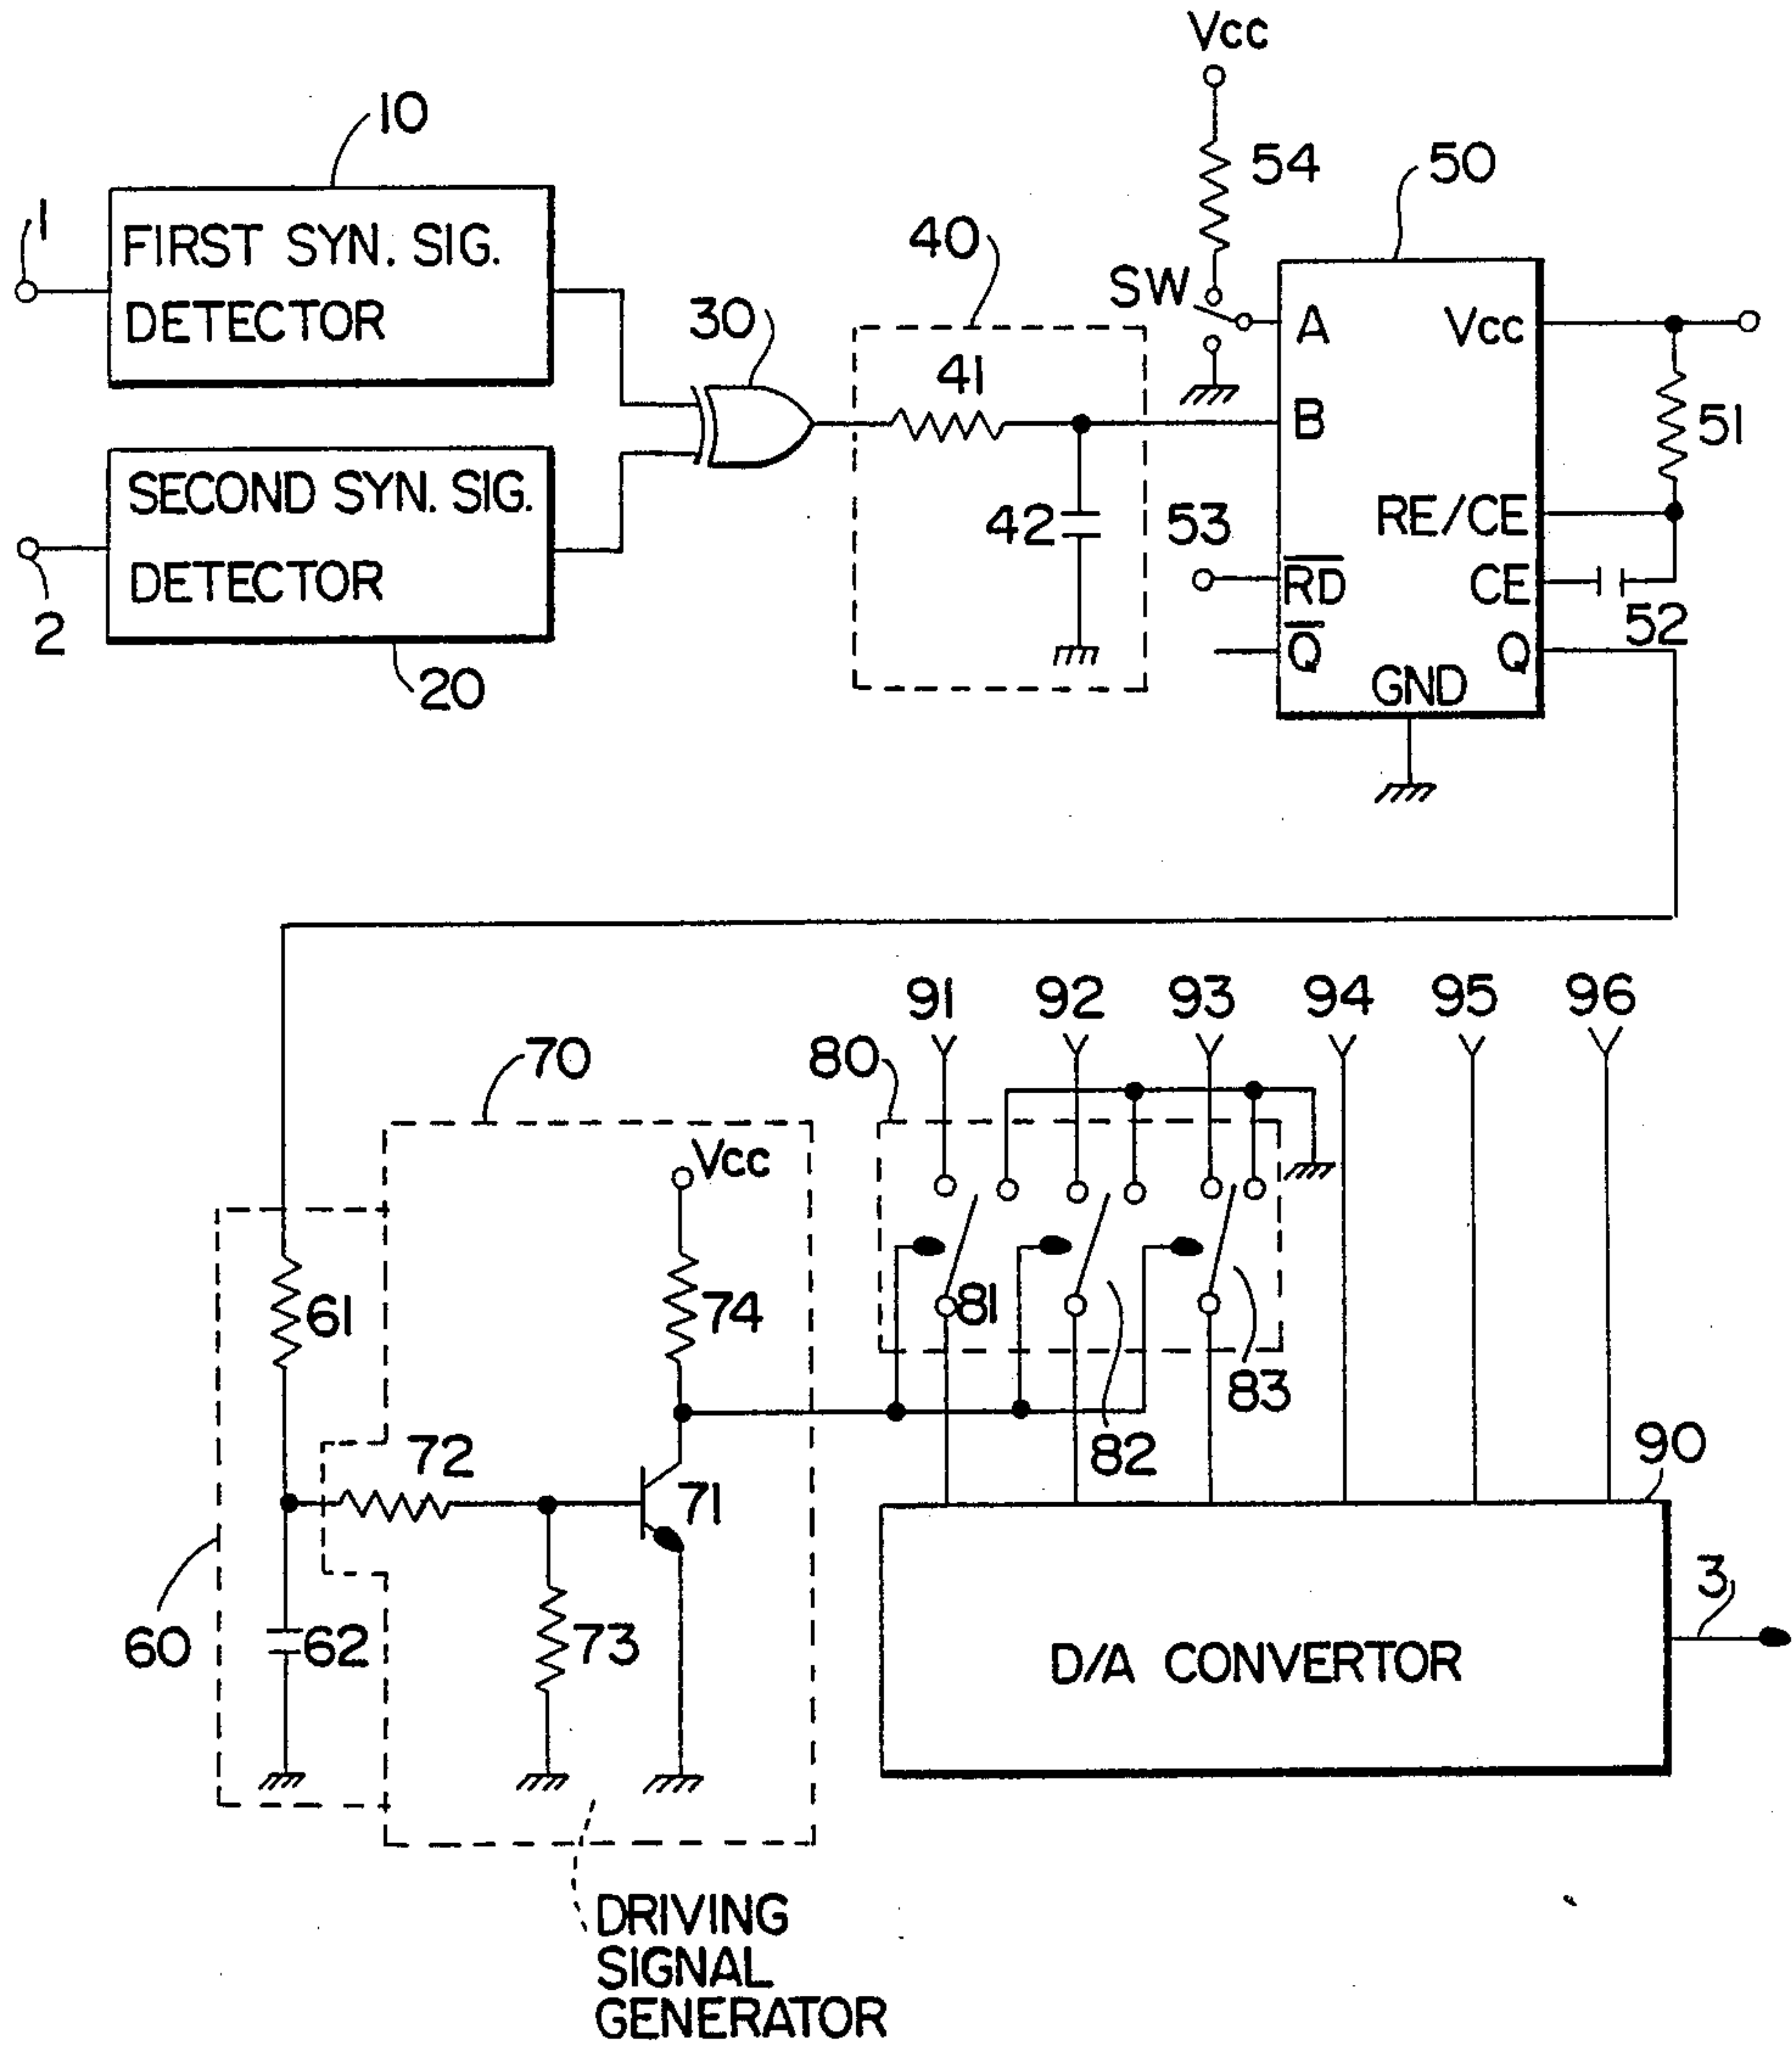 Vcc
10
54
50
1
FIRST SYN. SIG.
DETECTOR
40
SW
A
Vcc
30
41
B
51
SECOND SYN. SIG.
DETECTOR
42
53
RE/CE
R̅D̅
CE
52
2
20
Q̅
Q
GND
91
92
93
94
95
96
70
80
Vcc
61
74
81
83
72
82
90
71
3
60
62
73
D/A CONVERTOR
DRIVING
SIGNAL
GENERATOR